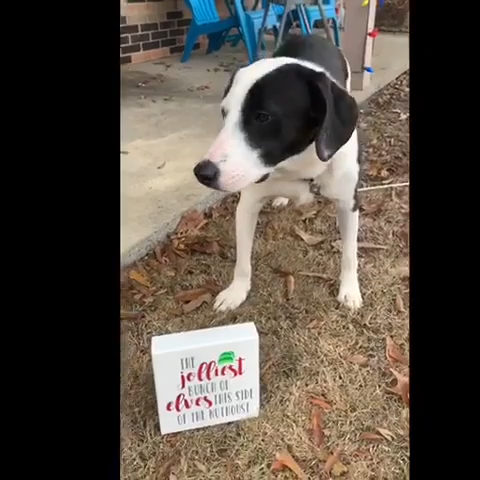 THE
jolliest
BUNCH OF
elves THIS SIDE
OF THE NUTHOUSE